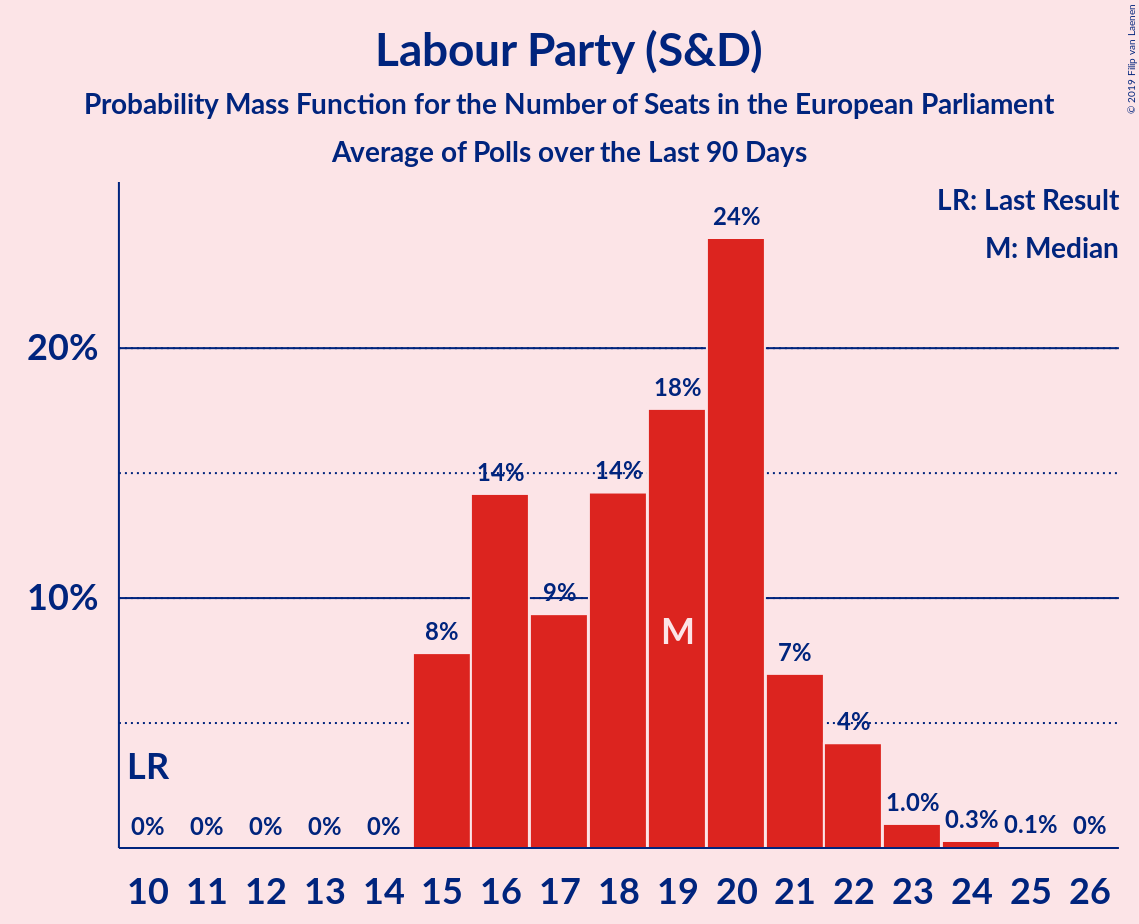 Labour Party (S&D)
Probability Mass Function for the Number of Seats in the European Parliament
Average of Polls over the Last 90 Days
© 2019 Filip van Laenen
LR: Last Result
M: Median
24%
20%
18%
14% 14%
10%
9%
8%
M
7%
4%
LR
1.0%
0% 0% 0% 0% 0% 0.3% 0.1% 0%
10 11 12 13 14 15 16 17 18 19 20 21 22 23 24 25 26